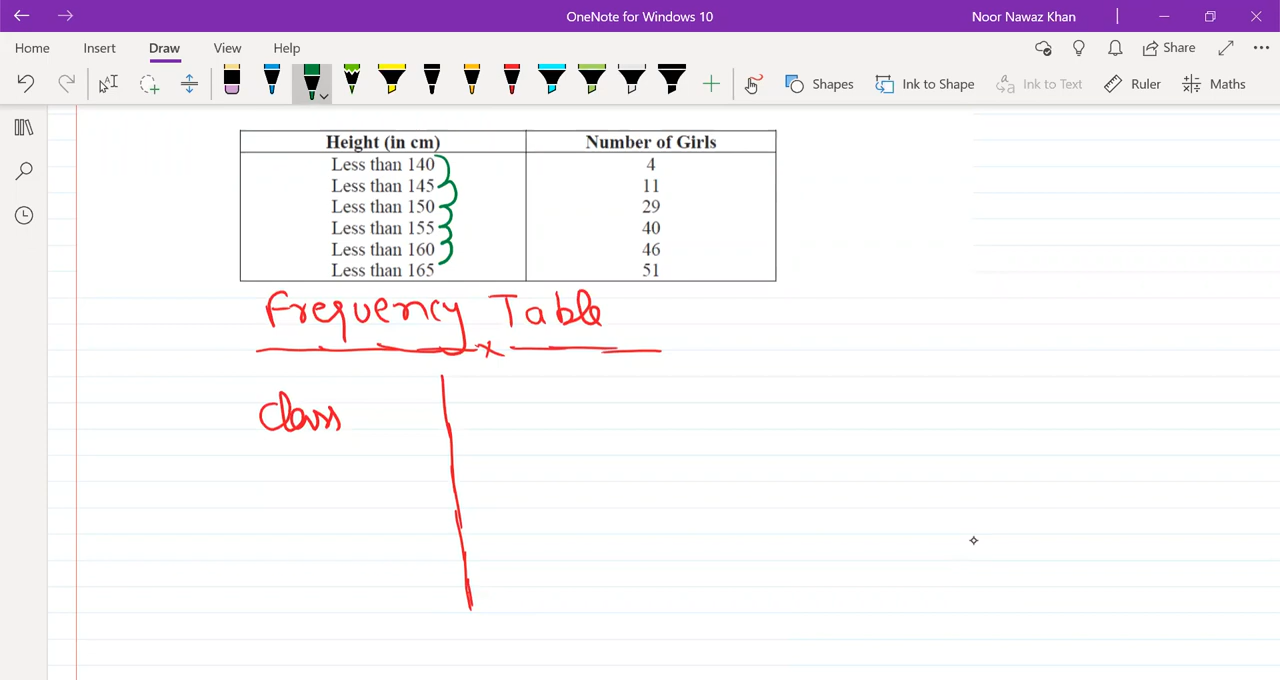 OneNote for Windows 10
Noor Nawaz Khan
Home Insert Draw View Help
Share
Shapes Ink to Shape Ink to Text Ruler Maths
Height (in cm) Number of Girls
Less than 140 4
Less than 145 11
Less than 150 29
Less than 155 40
Less than 160 46
Less than 165 51
Frequency Table
Class